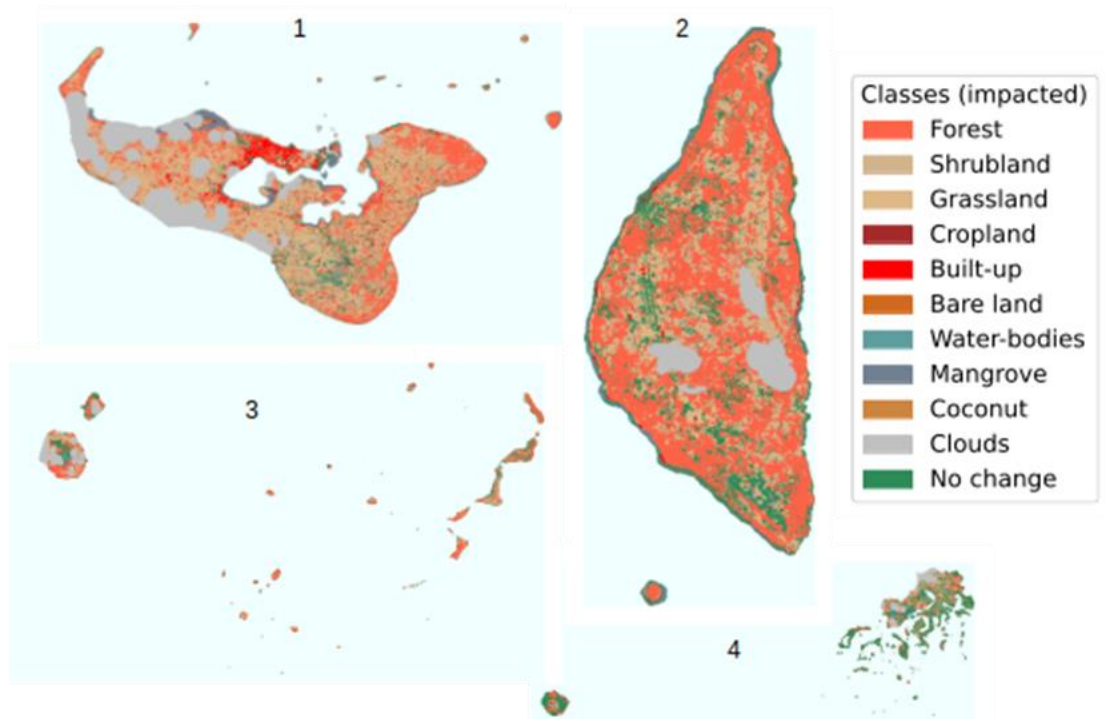 1
2
Classes (impacted)
Forest
Shrubland
Grassland
Cropland
Built-up
Bare land
Water-bodies
Mangrove
Coconut
Clouds
No change
3
4